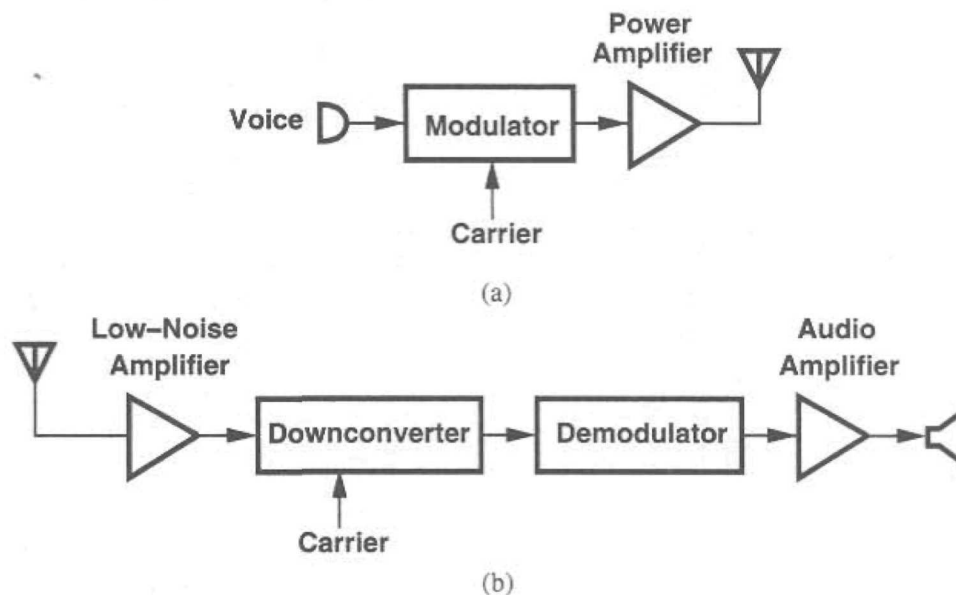 Power
Amplifier
Voice
Modulator
Carrier
(a)
Low–Noise
Amplifier
Audio
Amplifier
Downconverter
Demodulator
Carrier
(b)